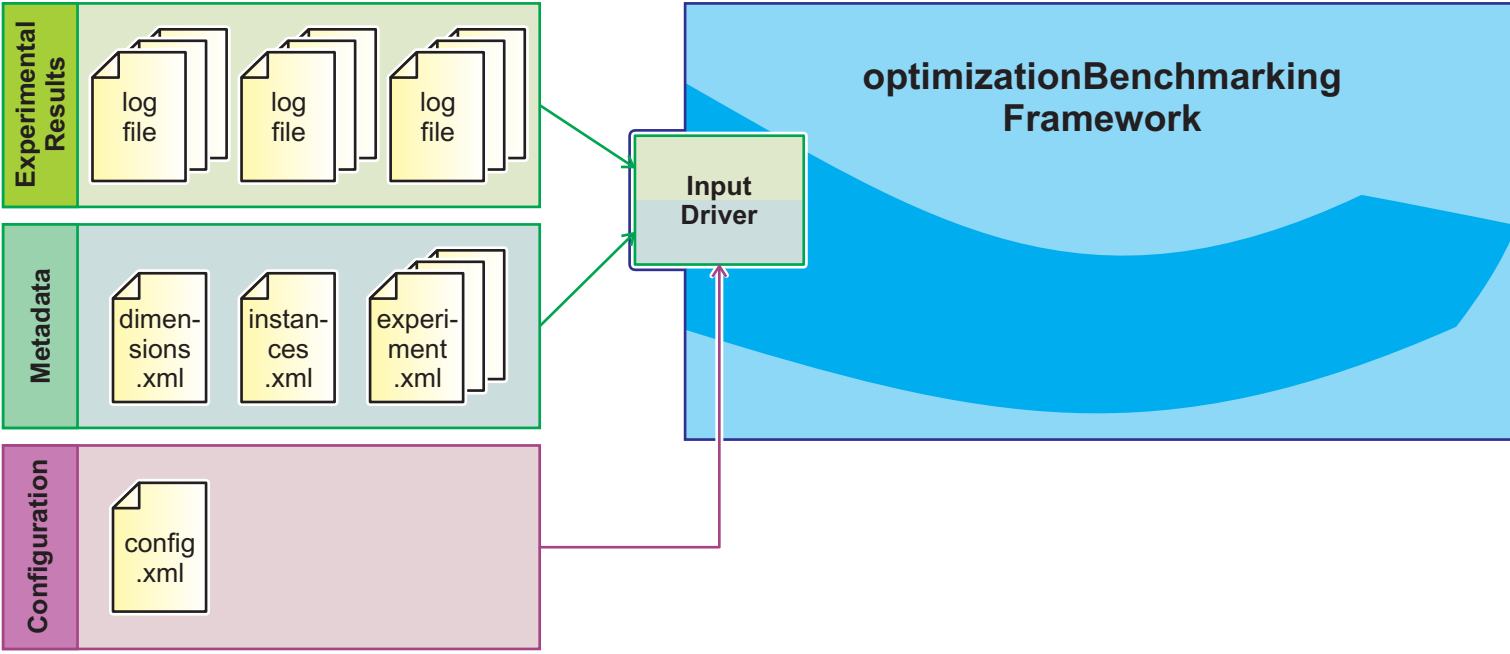 Experimental
Results
log
file
log
file
log
file
optimizationBenchmarking
Framework
Input
Driver
Metadata
dimen-
sions
.xml
instan-
ces
.xml
experi-
ment
.xml
Configuration
config
.xml